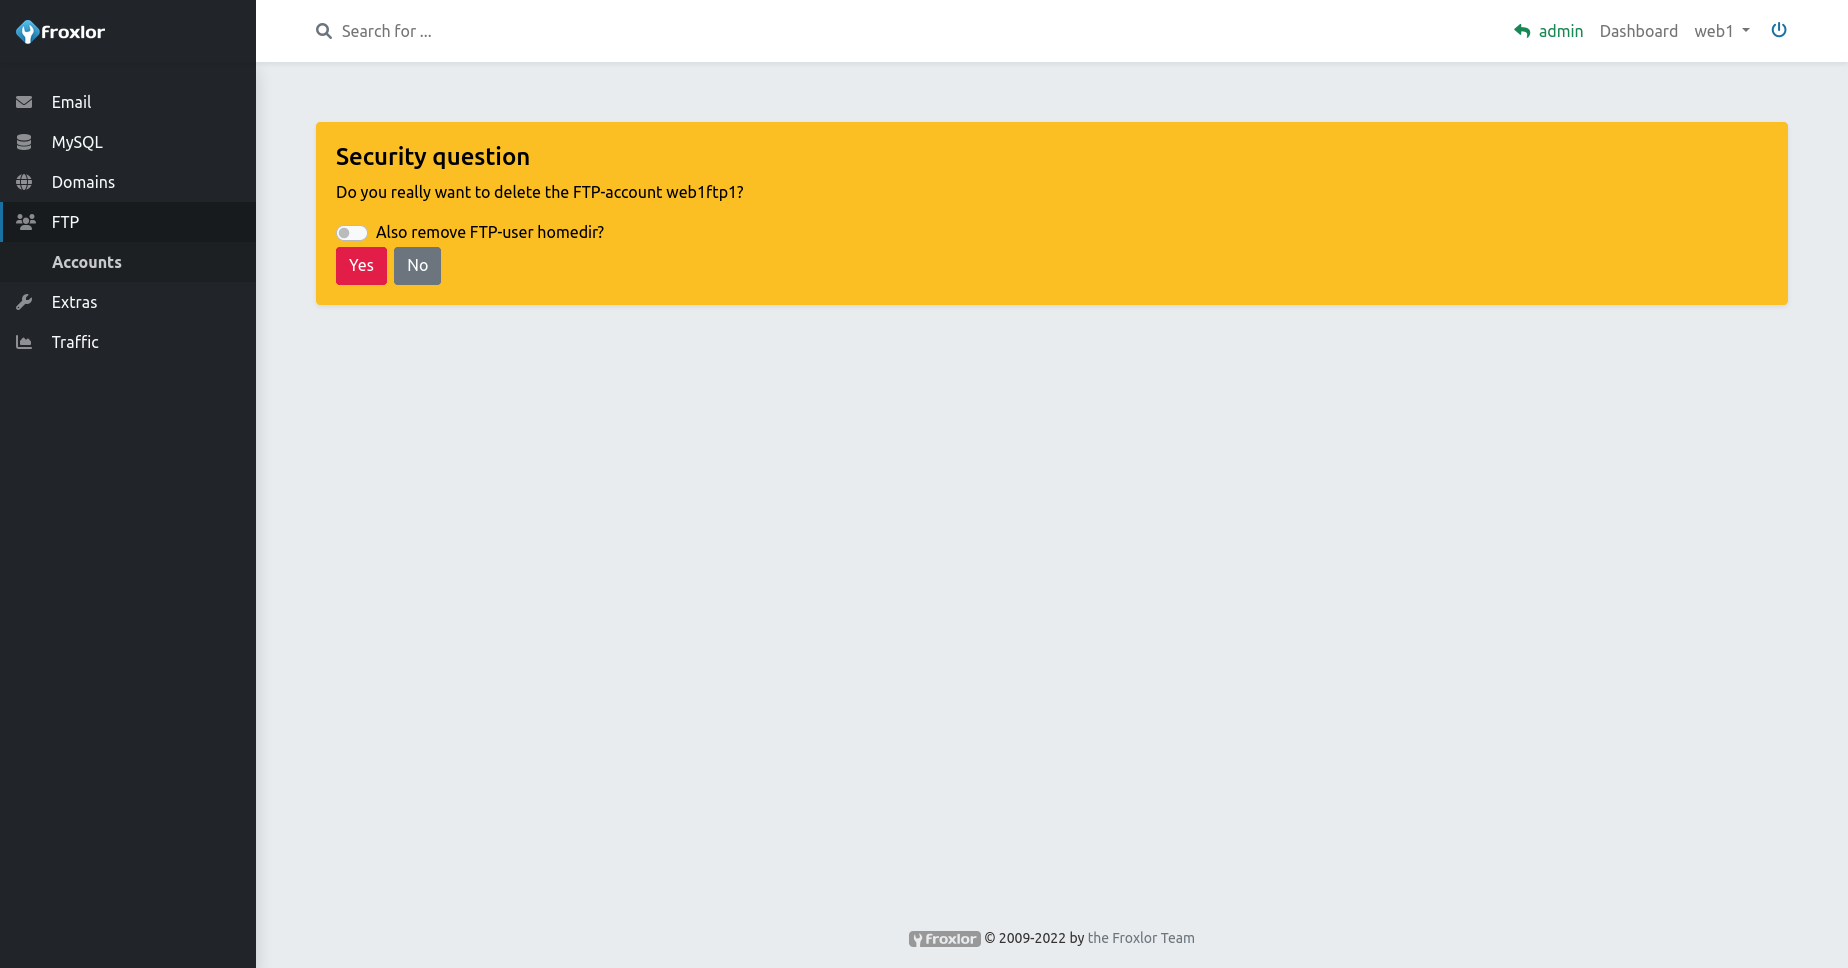 froxlor
Search for ...
admin
Dashboard
web1
Email
MySQL
Domains
FTP
Accounts
Extras
Traffic
Security question
Do you really want to delete the FTP-account web1ftp1?
Also remove FTP-user homedir?
Yes
No
froxlor © 2009-2022 by the Froxlor Team